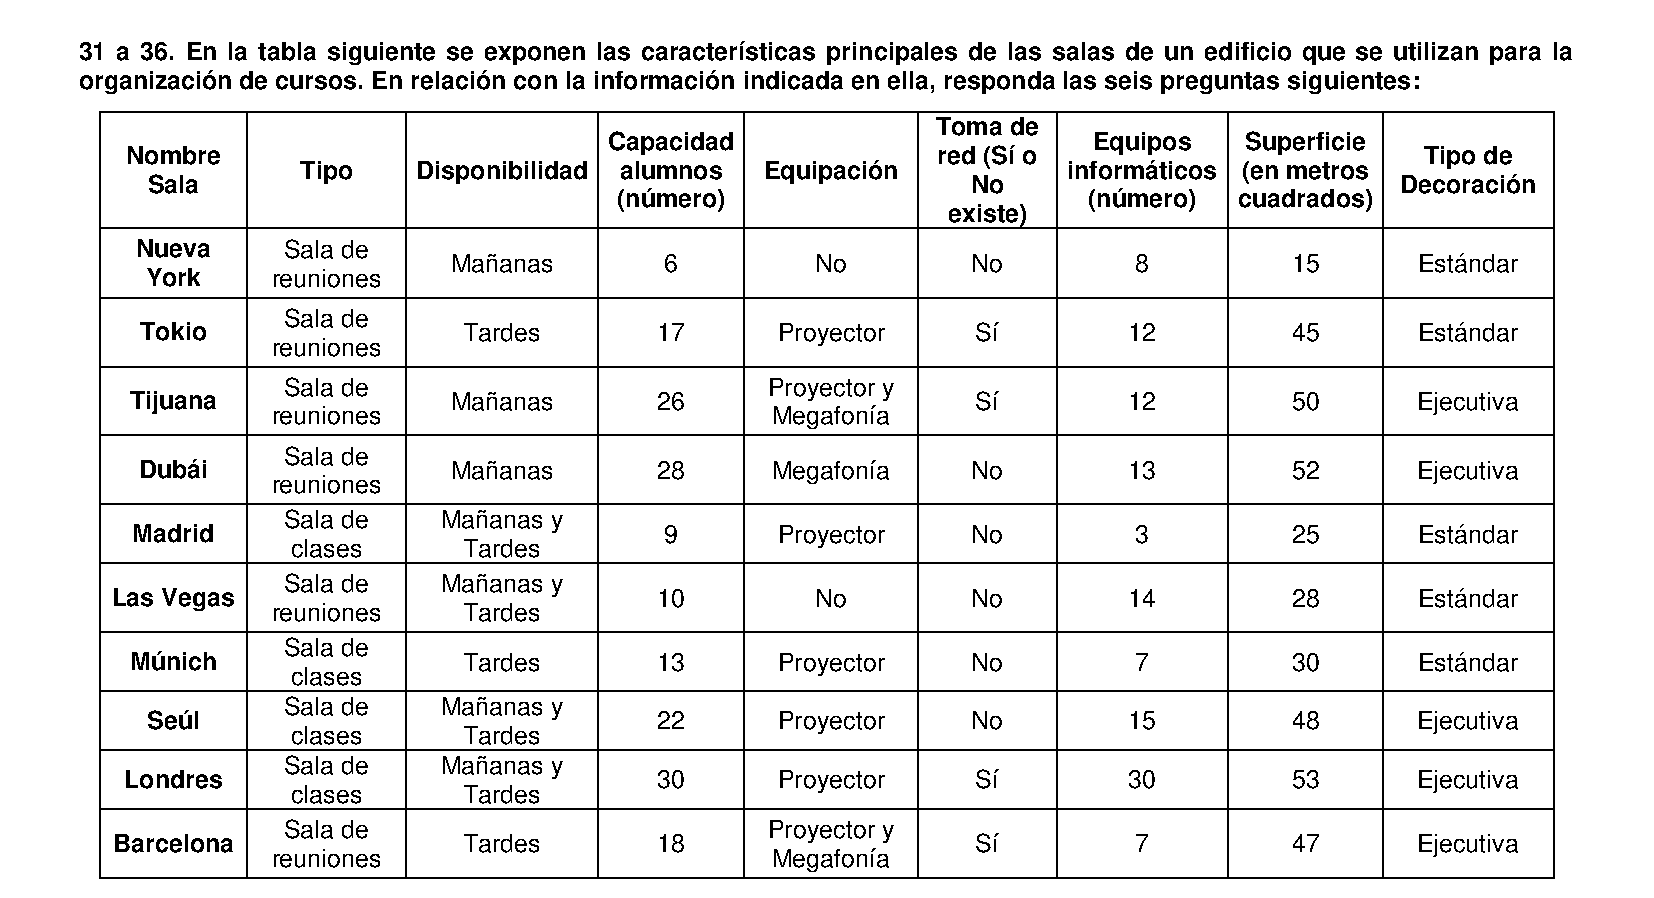 31 a 36. En la tabla siguiente se exponen las características principales de las salas de un edificio que se utilizan para la
organización de cursos. En relación con la información indicada en ella, responda las seis preguntas siguientes:
Nombre Sala | Tipo | Disponibilidad | Capacidad alumnos (número) | Equipación | Toma de red (Sí o No existe) | Equipos informáticos (número) | Superficie (en metros cuadrados) | Tipo de Decoración
Nueva York | Sala de reuniones | Mañanas | 6 | No | No | 8 | 15 | Estándar
Tokio | Sala de reuniones | Tardes | 17 | Proyector | Sí | 12 | 45 | Estándar
Tijuana | Sala de reuniones | Mañanas | 26 | Proyector y Megafonía | Sí | 12 | 50 | Ejecutiva
Dubái | Sala de reuniones | Mañanas | 28 | Megafonía | No | 13 | 52 | Ejecutiva
Madrid | Sala de clases | Mañanas y Tardes | 9 | Proyector | No | 3 | 25 | Estándar
Las Vegas | Sala de reuniones | Mañanas y Tardes | 10 | No | No | 14 | 28 | Estándar
Múnich | Sala de clases | Tardes | 13 | Proyector | No | 7 | 30 | Estándar
Seúl | Sala de clases | Mañanas y Tardes | 22 | Proyector | No | 15 | 48 | Ejecutiva
Londres | Sala de clases | Mañanas y Tardes | 30 | Proyector | Sí | 30 | 53 | Ejecutiva
Barcelona | Sala de reuniones | Tardes | 18 | Proyector y Megafonía | Sí | 7 | 47 | Ejecutiva